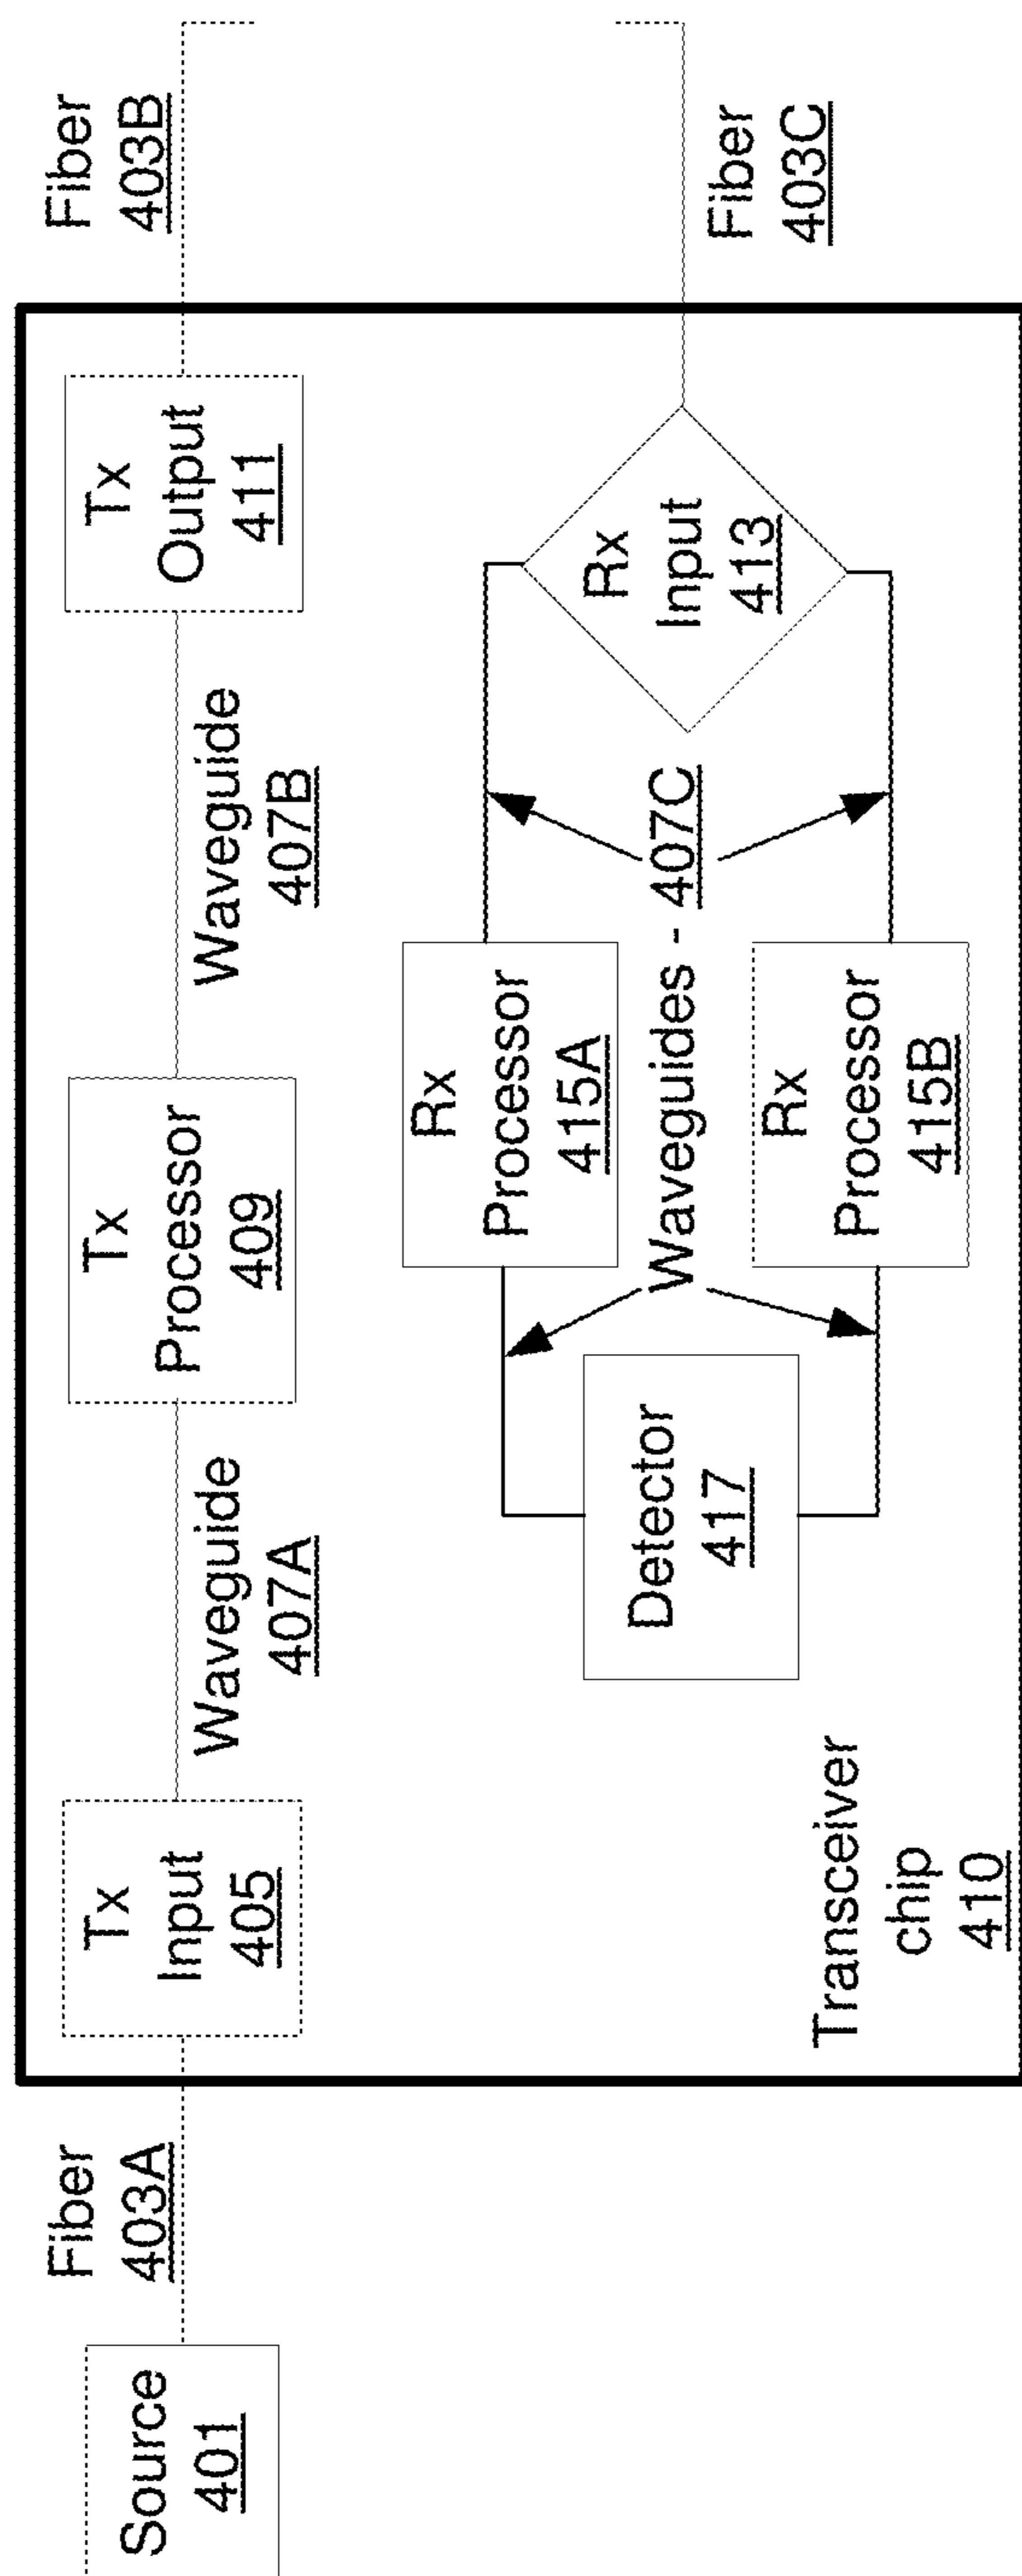 Source
401
Fiber
403A
Tx
Input
405
Waveguide
407A
Tx
Processor
409
Waveguide
407B
Tx
Output
411
Fiber
403B
Transceiver
chip
410
Detector
417
Waveguides - 407C
Rx
Processor
415A
Rx
Processor
415B
Rx
Input
413
Fiber
403C